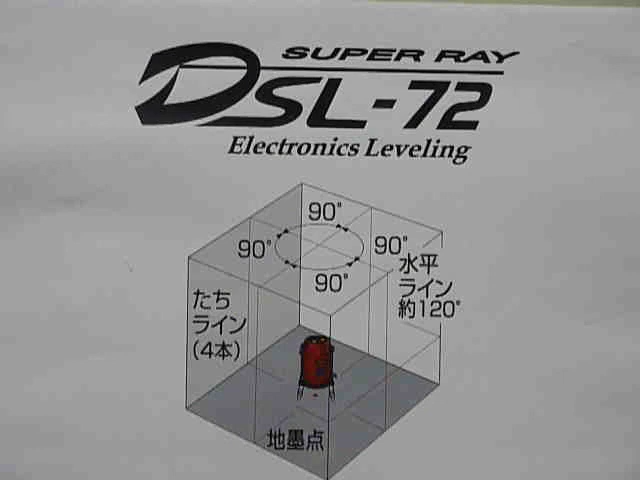 SUPER RAY
DSL-72
Electronics Leveling
90°
90°
90°
90°
水平
ライン
約120°
たち
ライン
(4本)
地墨点